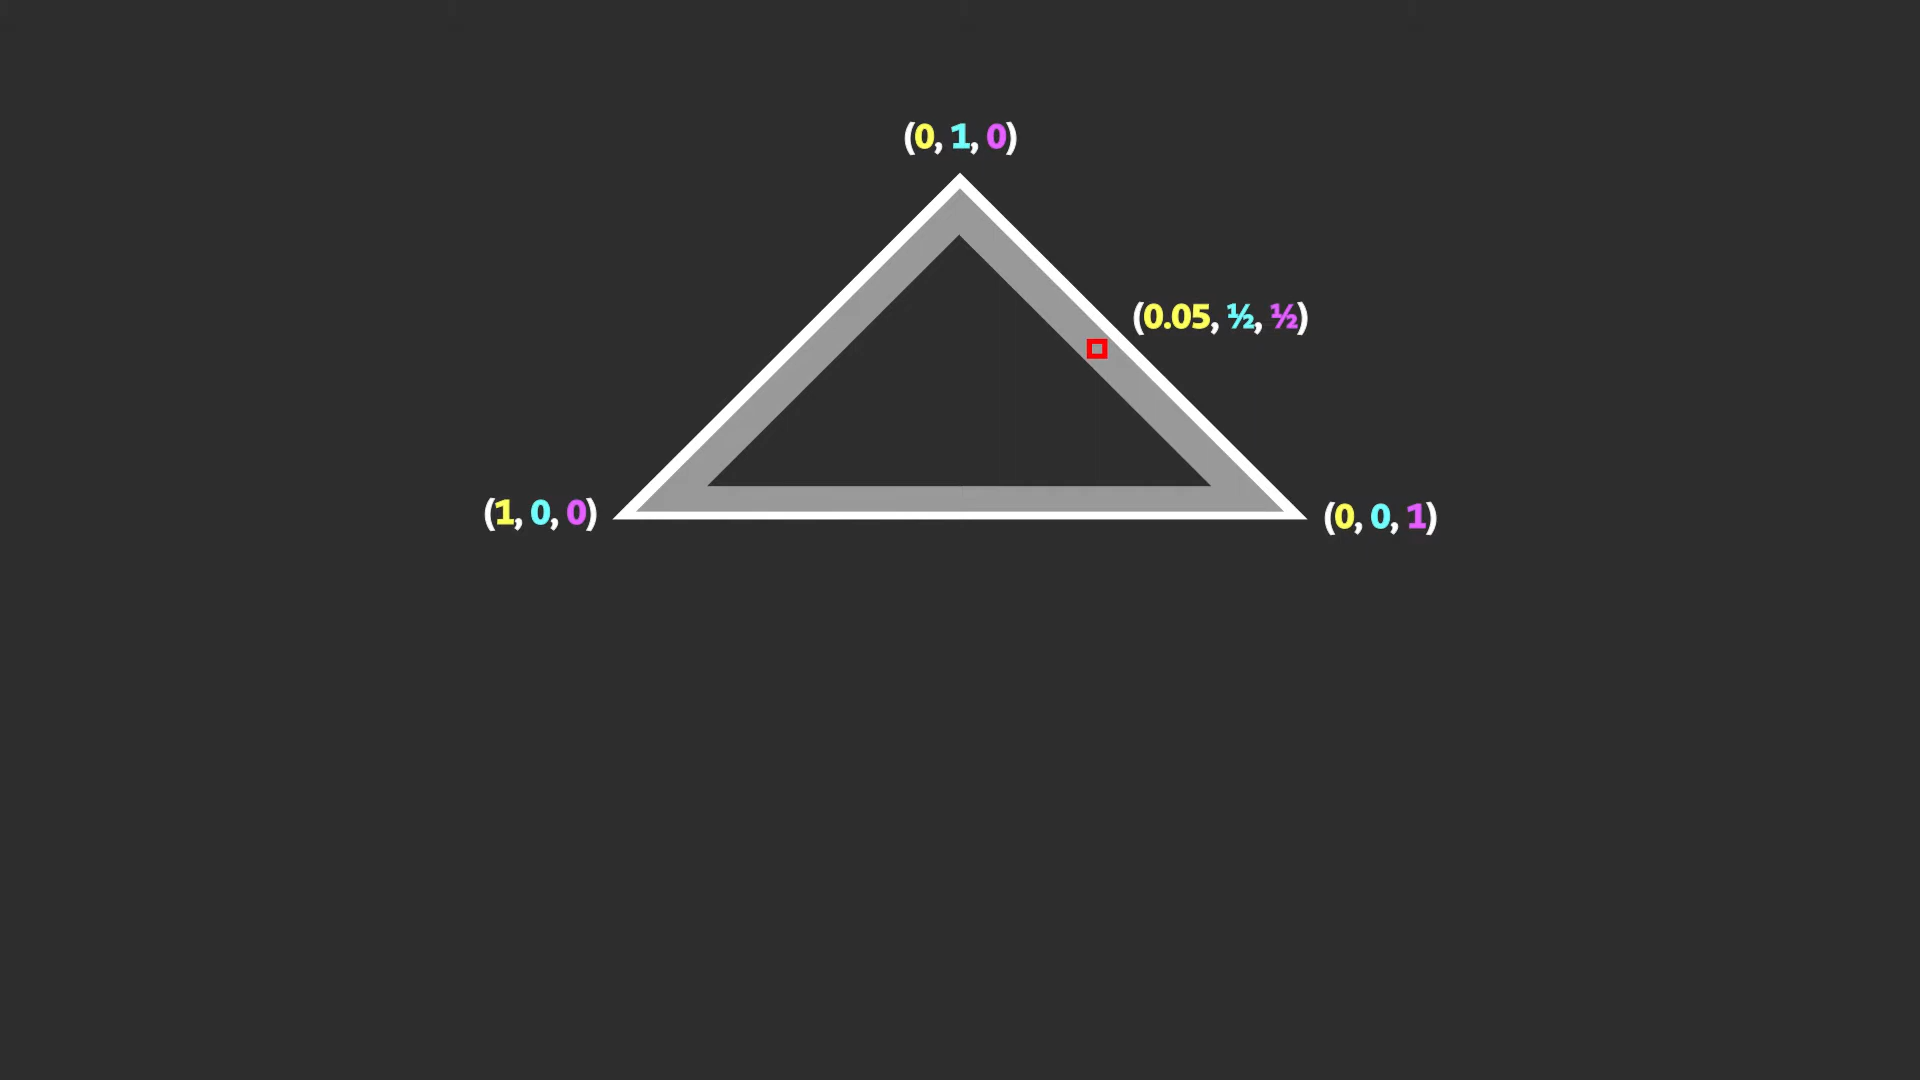 (0, 1, 0)
(0.05, ½, ½)
(1, 0, 0)
(0, 0, 1)